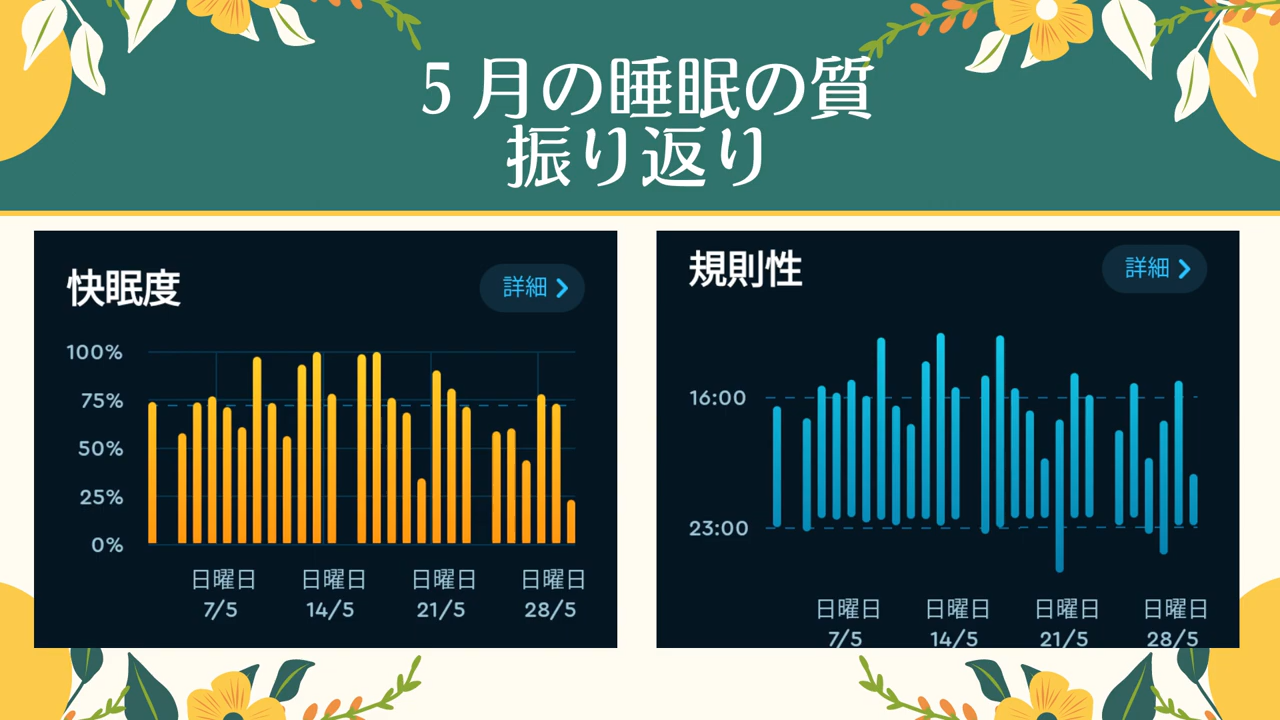 5月の睡眠の質
振り返り
快眠度
詳細
100%
75%
50%
25%
0%
日曜日 日曜日 日曜日 日曜日
7/5 14/5 21/5 28/5
規則性
詳細
16:00
23:00
日曜日 日曜日 日曜日 日曜日
7/5 14/5 21/5 28/5